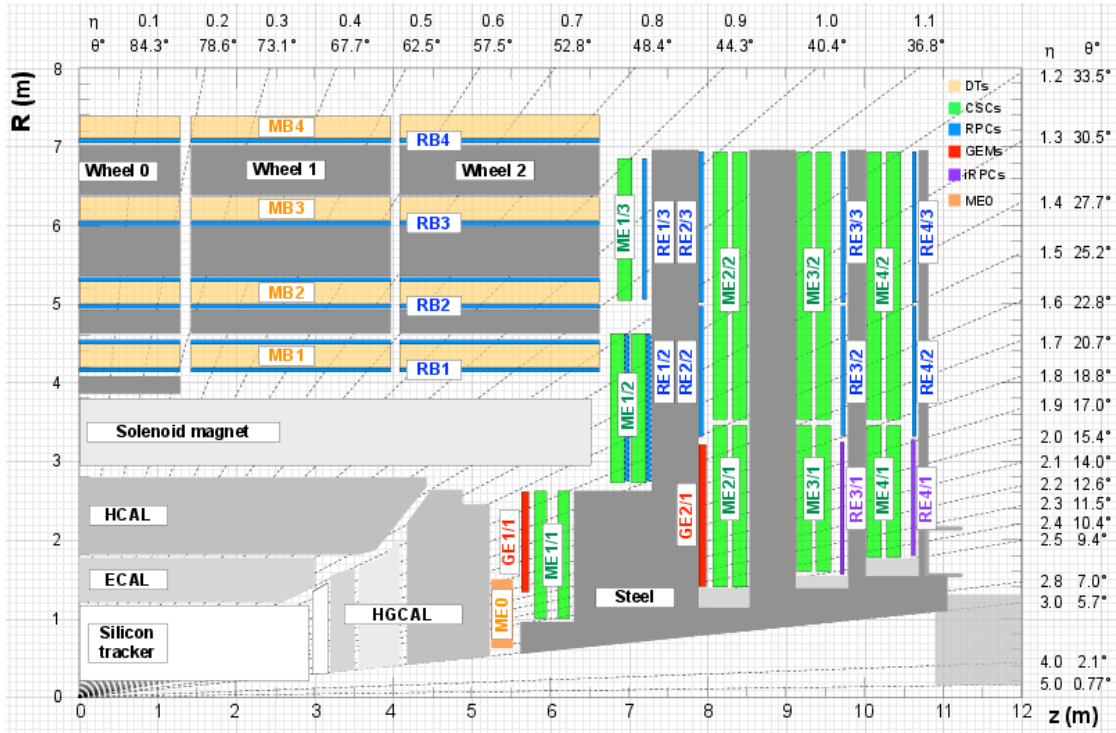 η 0.1 0.2 0.3 0.4 0.5 0.6 0.7 0.8 0.9 1.0 1.1
θ° 84.3° 78.6° 73.1° 67.7° 62.5° 57.5° 52.8° 48.4° 44.3° 40.4° 36.8°
η θ°
R (m)
8
7
6
5
4
3
2
1
0
1.2 33.5°
1.3 30.5°
1.4 27.7°
1.5 25.2°
1.6 22.8°
1.7 20.7°
1.8 18.8°
1.9 17.0°
2.0 15.4°
2.1 14.0°
2.2 12.6°
2.3 11.5°
2.4 10.4°
2.5 9.4°
2.8 7.0°
3.0 5.7°
4.0 2.1°
5.0 0.77°
DTs
CSCs
RPCs
GEMs
iRPCs
ME0
MB4
RB4
Wheel 0
Wheel 1
Wheel 2
MB3
RB3
MB2
RB2
MB1
RB1
Solenoid magnet
HCAL
ECAL
Silicon
tracker
HGCAL
Steel
ME0
GE1/1
ME1/1
ME1/2
ME1/3
RE1/3
RE2/3
RE1/2
RE2/2
GE2/1
ME2/2
ME2/1
ME3/2
ME3/1
RE3/3
RE3/2
RE3/1
ME4/2
ME4/1
RE4/3
RE4/2
RE4/1
0 1 2 3 4 5 6 7 8 9 10 11 12
z (m)